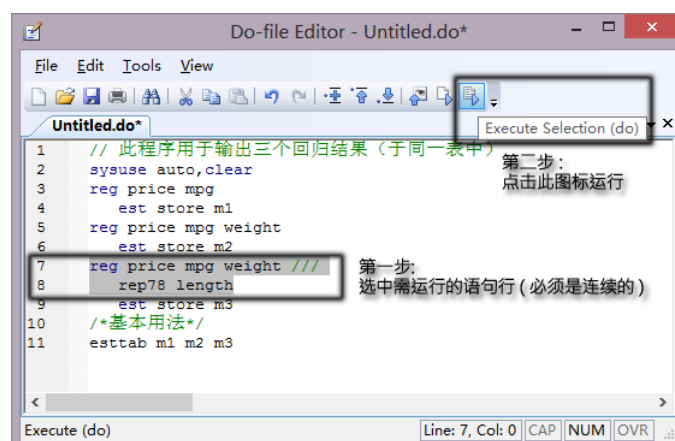 Do-file Editor - Untitled.do*
File Edit Tools View
Untitled.do*
Execute Selection (do)
1 // 此程序用于输出三个回归结果（于同一表中）
2 sysuse auto,clear
3 reg price mpg
4 est store m1
5 reg price mpg weight
6 est store m2
7 reg price mpg weight ///
8 rep78 length
9 est store m3
10 /*基本用法*/
11 esttab m1 m2 m3
第二步：
点击此图标运行
第一步:
选中需运行的语句行 ( 必须是连续的 )
Execute (do)
Line: 7, Col: 0 CAP NUM OVR